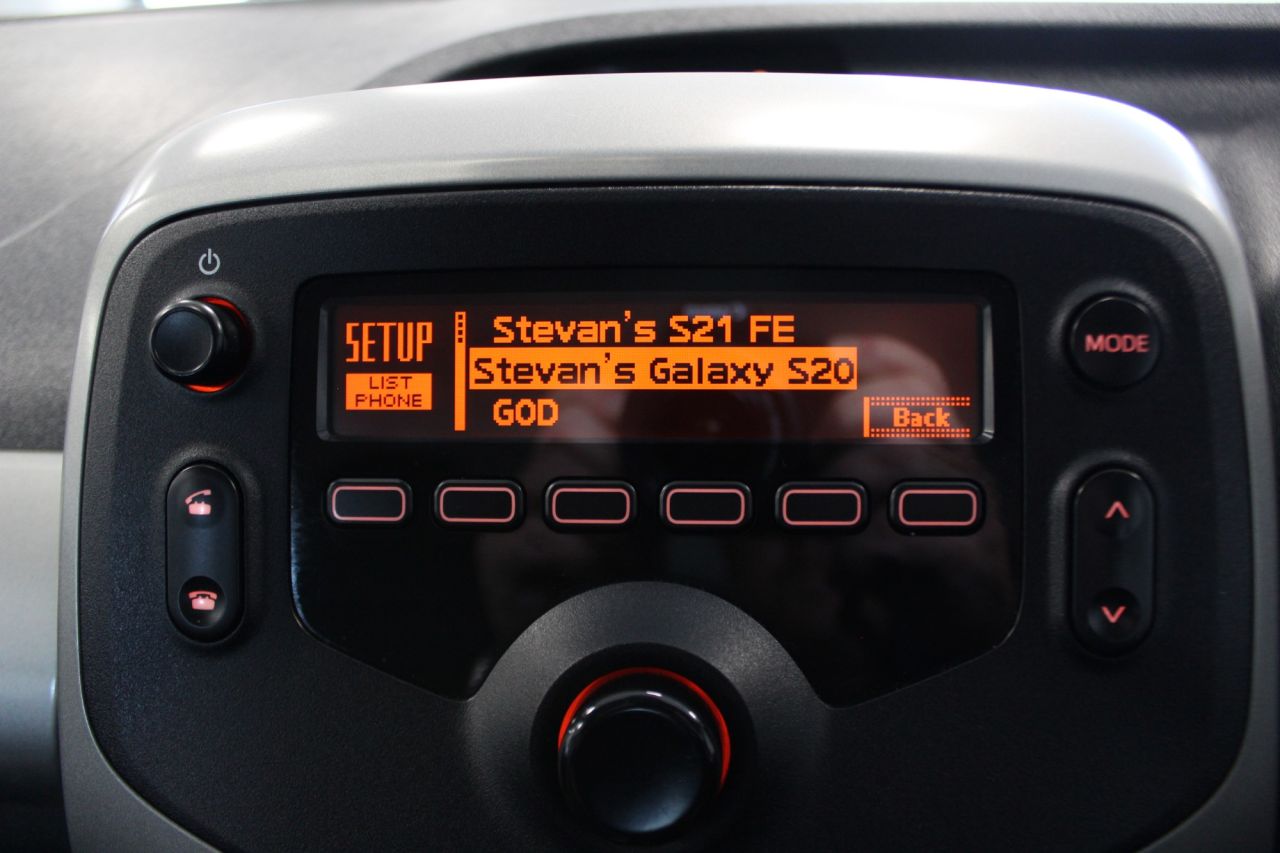 SETUP
LIST
PHONE
Stevan's S21 FE
Stevan's Galaxy S20
GOD
Back
MODE